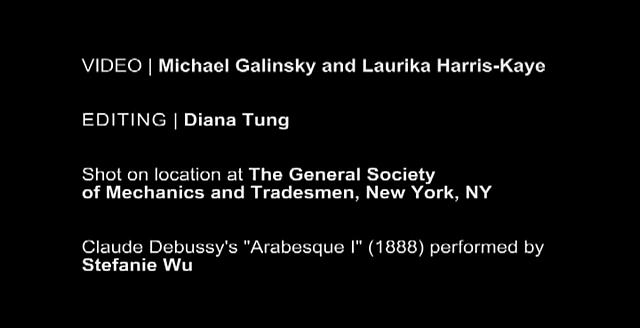 VIDEO | Michael Galinsky and Laurika Harris-Kaye
EDITING | Diana Tung
Shot on location at The General Society
of Mechanics and Tradesmen, New York, NY
Claude Debussy's "Arabesque I" (1888) performed by
Stefanie Wu